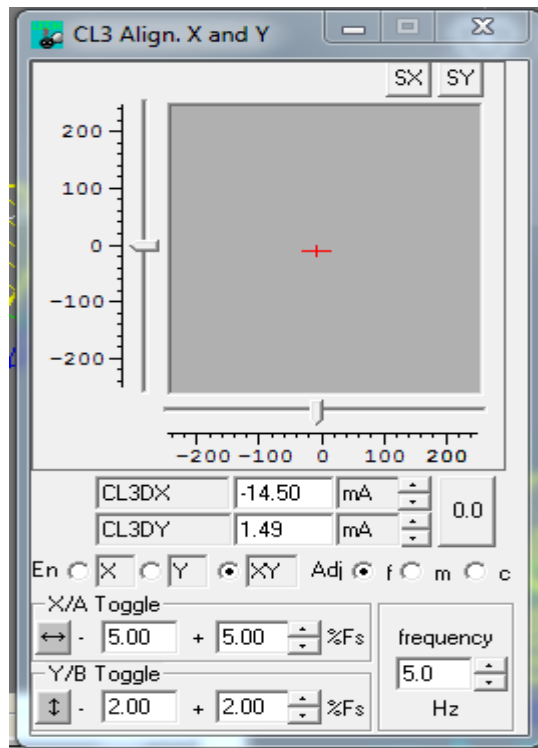 CL3 Align. X and Y
SX SY
200
100
0
-100
-200
-200 -100 0 100 200
CL3DX -14.50 mA
CL3DY 1.49 mA
0.0
En X Y XY Adj f m c
X/A Toggle
- 5.00 + 5.00 %Fs
Y/B Toggle
- 2.00 + 2.00 %Fs
frequency
5.0
Hz